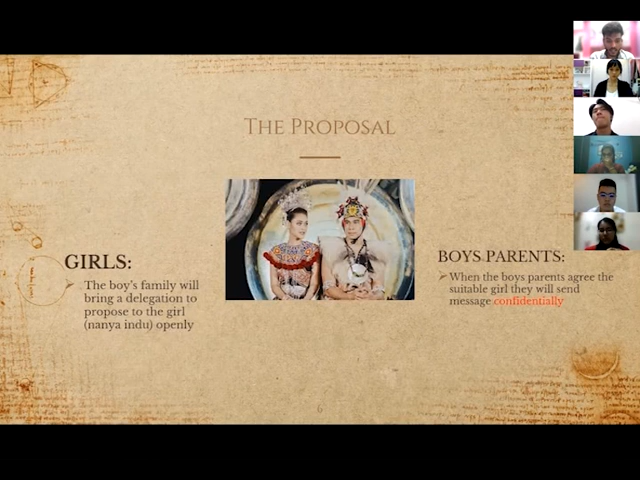 THE PROPOSAL
GIRLS:
The boy's family will
bring a delegation to
propose to the girl
(nanya indu) openly
BOYS PARENTS:
When the boys parents agree the
suitable girl they will send
message confidentially
6